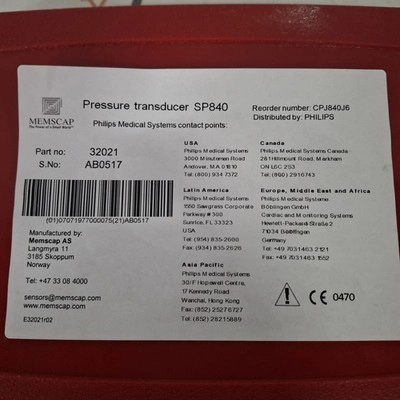 MEMSCAP
The Power of a Small World™
Pressure transducer SP840
Philips Medical Systems contact points:
Reorder number: CPJ840J6
Distributed by: PHILIPS
Part no: 32021
S.No: AB0517
(01)07071977000075(21)AB0517
Manufactured by:
Memscap AS
Langmyra 11
3185 Skoppum
Norway
Tel: +47 33 08 4000
sensors@memscap.com
www.memscap.com
E32021r02
USA
Philips Medical Systems
3000 Minuteman Road
Andover, MA 01810
Tel: (800) 934 7372
Canada
Philips Medical Systems Canada
281 Hillmount Road, Markham
ON L6C 2S3
Tel: (800) 291 6743
Latin America
Philips Medical Systems
1550 Sawgrass Corporate
Parkway #300
Sunrise, FL 33323
USA
Tel: (954) 835-2600
Fax: (954) 835-2626
Europe, Middle East and Africa
Philips Medical Systems
Böblingen GmbH
Cardiac and Monitoring Systems
Hewlett-Packard Straße 2
71034 Böblingen
Germany
Tel: +49 7031 463 2121
Fax: +49 7031 463 1552
Asia Pacific
Philips Medical Systems
30/F Hopewell Centre,
17 Kennedy Road
Wanchai, Hong Kong
Fax: (852) 2527 6727
Tel: (852) 28215889
CE 0470